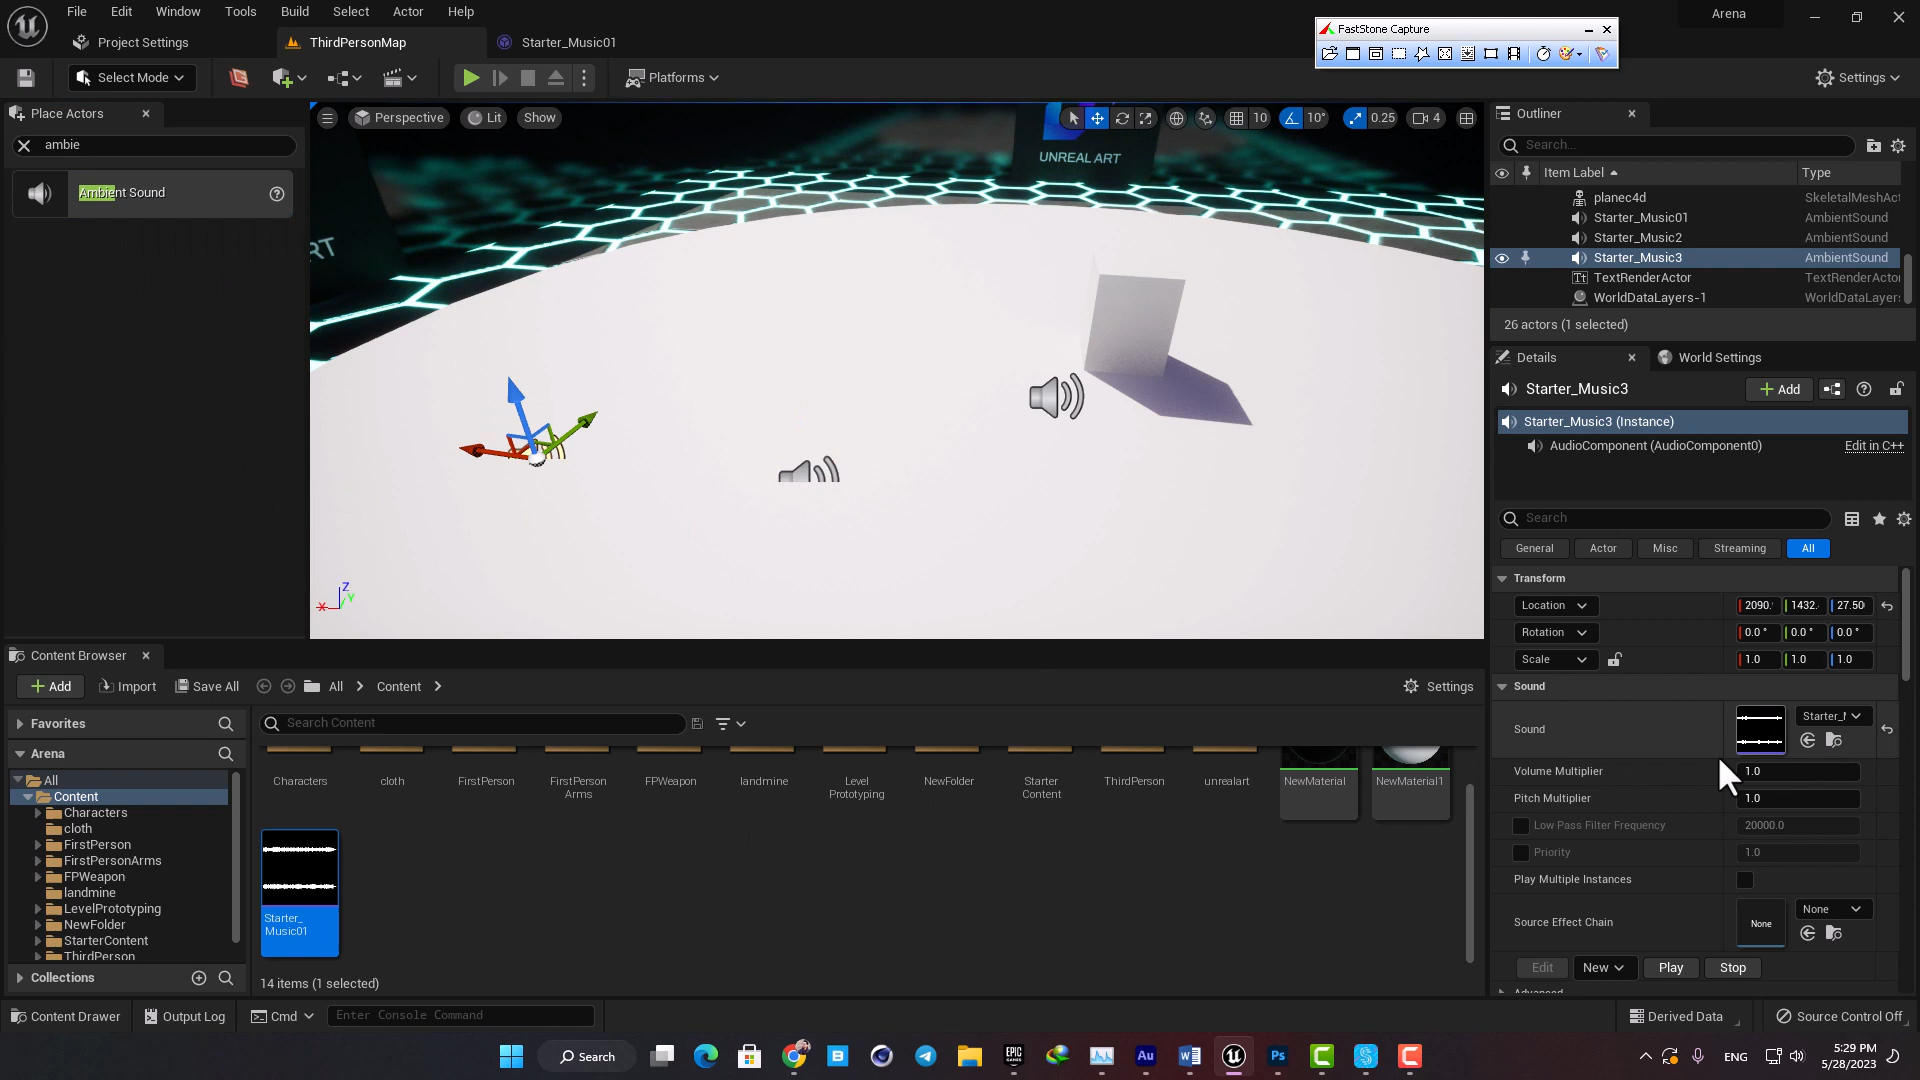 File Edit Window Tools Build Select Actor Help
Arena
Project Settings
ThirdPersonMap
Starter_Music01
FastStone Capture
Select Mode
Platforms
Settings
Place Actors
ambie
Ambient Sound
Perspective
Lit
Show
10
10°
0.25
4
UNREAL ART
RT
Outliner
Search...
Item Label
Type
planec4d SkeletalMeshAct
Starter_Music01 AmbientSound
Starter_Music2 AmbientSound
Starter_Music3 AmbientSound
TextRenderActor TextRenderActo
WorldDataLayers-1 WorldDataLayer
26 actors (1 selected)
Details
World Settings
Starter_Music3
Add
Starter_Music3 (Instance)
AudioComponent (AudioComponent0)
Edit in C++
Search
General Actor Misc Streaming All
Transform
Location 2090. 1432. 27.50
Rotation 0.0 ° 0.0 ° 0.0 °
Scale 1.0 1.0 1.0
Sound
Sound
Volume Multiplier 1.0
Pitch Multiplier 1.0
Low Pass Filter Frequency 20000.0
Priority 1.0
Play Multiple Instances
Source Effect Chain
None
None
Edit New Play Stop
Advanced
Content Browser
Add
Import
Save All
All
Content
Settings
Favorites
Search Content
Arena
All
Content
Characters
cloth
FirstPerson
FirstPersonArms
FPWeapon
landmine
LevelPrototyping
NewFolder
StarterContent
ThirdPerson
Collections
Characters
cloth
FirstPerson
FirstPerson
Arms
FPWeapon
landmine
Level
Prototyping
NewFolder
Starter
Content
ThirdPerson
unrealart
NewMaterial
NewMaterial1
Starter_
Music01
14 items (1 selected)
Content Drawer
Output Log
Cmd
Enter Console Command
Derived Data
Source Control Off
Search
ENG
5:29 PM
5/28/2023